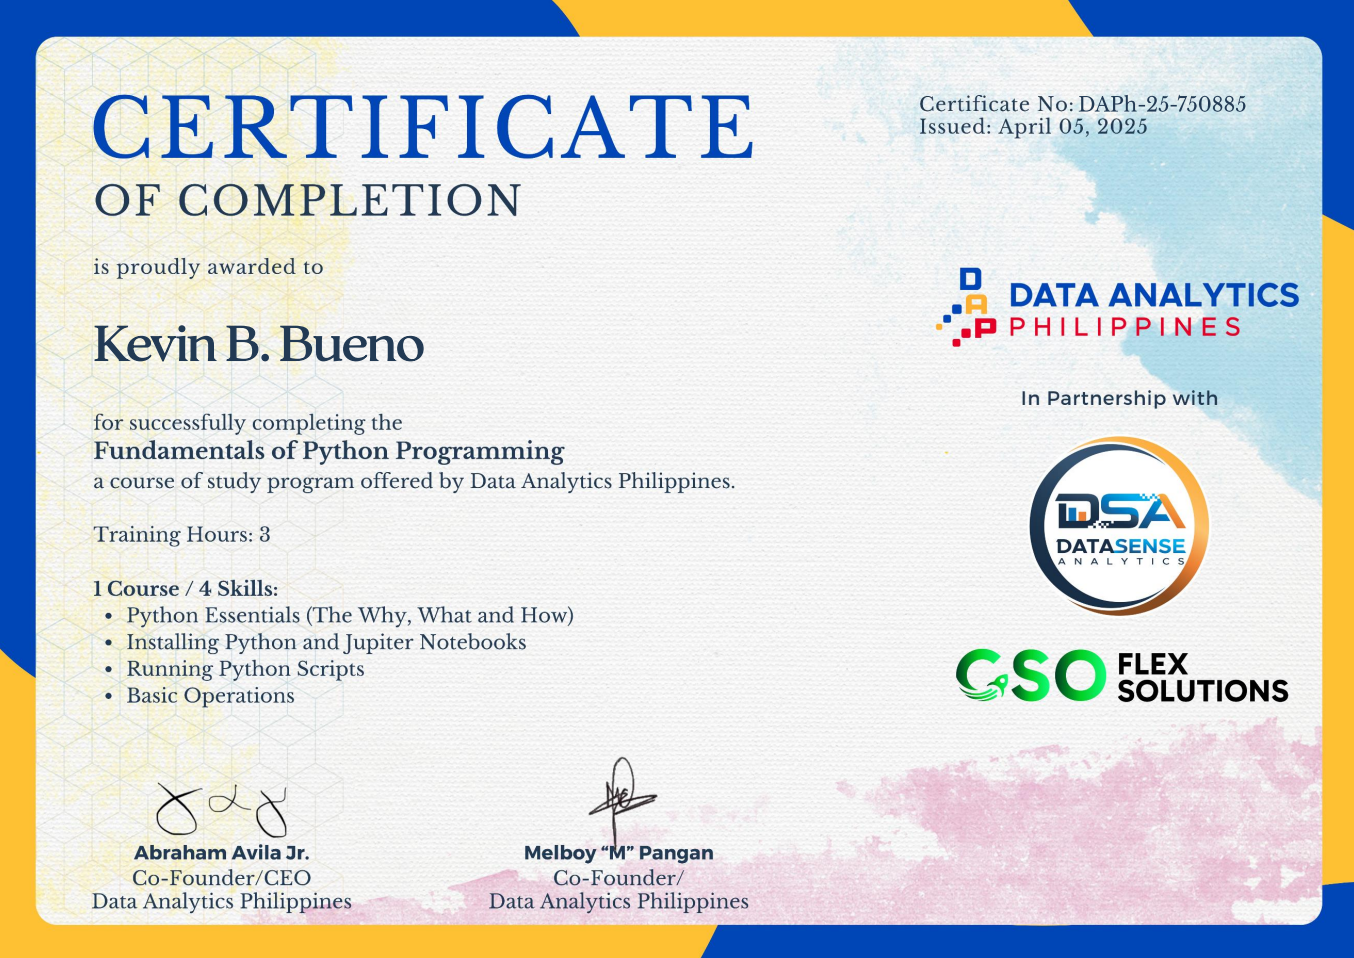 CERTIFICATE
OF COMPLETION
Certificate No: DAPh-25-750885
Issued: April 05, 2025
is proudly awarded to
Kevin B. Bueno
for successfully completing the
Fundamentals of Python Programming
a course of study program offered by Data Analytics Philippines.
Training Hours: 3
1 Course / 4 Skills:
• Python Essentials (The Why, What and How)
• Installing Python and Jupiter Notebooks
• Running Python Scripts
• Basic Operations
DAP
DATA ANALYTICS
PHILIPPINES
In Partnership with
DSA
DATASENSE
ANALYTICS
GSO
FLEX
SOLUTIONS
Abraham Avila Jr.
Co-Founder/CEO
Data Analytics Philippines
Melboy “M” Pangan
Co-Founder/
Data Analytics Philippines